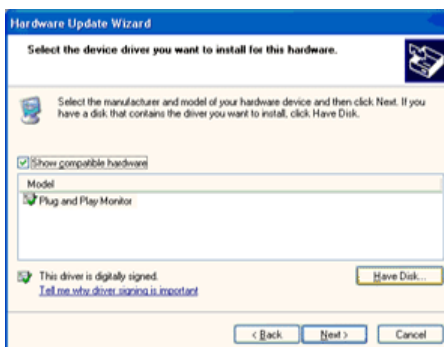 Hardware Update Wizard
Select the device driver you want to install for this hardware.
Select the manufacturer and model of your hardware device and then click Next. If you
have a disk that contains the driver you want to install, click Have Disk.
Show compatible hardware
Model
Plug and Play Monitor
This driver is digitally signed.
Have Disk...
Tell me why driver signing is important
< Back
Next >
Cancel